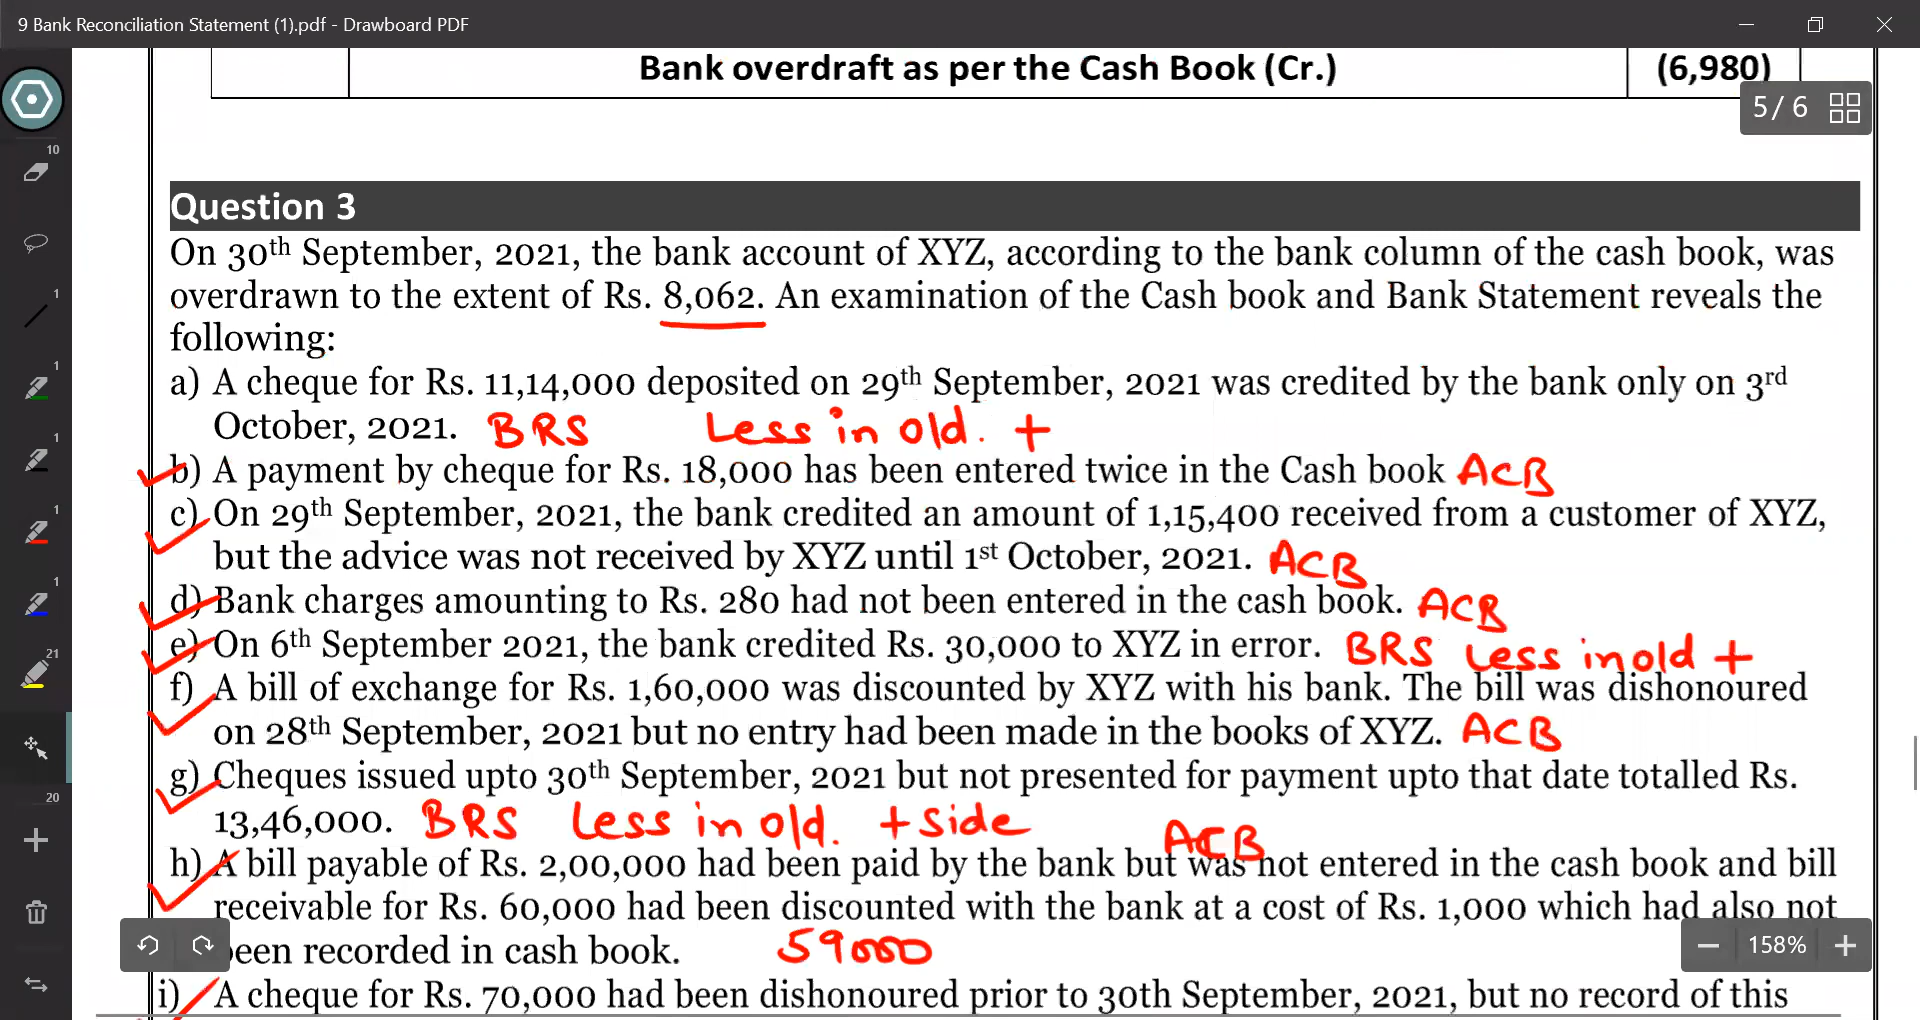 9 Bank Reconciliation Statement (1).pdf - Drawboard PDF
Bank overdraft as per the Cash Book (Cr.) (6,980)
5 / 6
10
1
1
1
1
1
21
20
Question 3
On 30th September, 2021, the bank account of XYZ, according to the bank column of the cash book, was
overdrawn to the extent of Rs. 8,062. An examination of the Cash book and Bank Statement reveals the
following:
a) A cheque for Rs. 11,14,000 deposited on 29th September, 2021 was credited by the bank only on 3rd
October, 2021. BRS Less in old. +
b) A payment by cheque for Rs. 18,000 has been entered twice in the Cash book ACB
c) On 29th September, 2021, the bank credited an amount of 1,15,400 received from a customer of XYZ,
but the advice was not received by XYZ until 1st October, 2021. ACB
d) Bank charges amounting to Rs. 280 had not been entered in the cash book. ACB
e) On 6th September 2021, the bank credited Rs. 30,000 to XYZ in error. BRS Less in old +
f) A bill of exchange for Rs. 1,60,000 was discounted by XYZ with his bank. The bill was dishonoured
on 28th September, 2021 but no entry had been made in the books of XYZ. ACB
g) Cheques issued upto 30th September, 2021 but not presented for payment upto that date totalled Rs.
13,46,000. BRS Less in old. + side ACB
h) A bill payable of Rs. 2,00,000 had been paid by the bank but was not entered in the cash book and bill
receivable for Rs. 60,000 had been discounted with the bank at a cost of Rs. 1,000 which had also not
been recorded in cash book. 59000
158%
i) A cheque for Rs. 70,000 had been dishonoured prior to 30th September, 2021, but no record of this